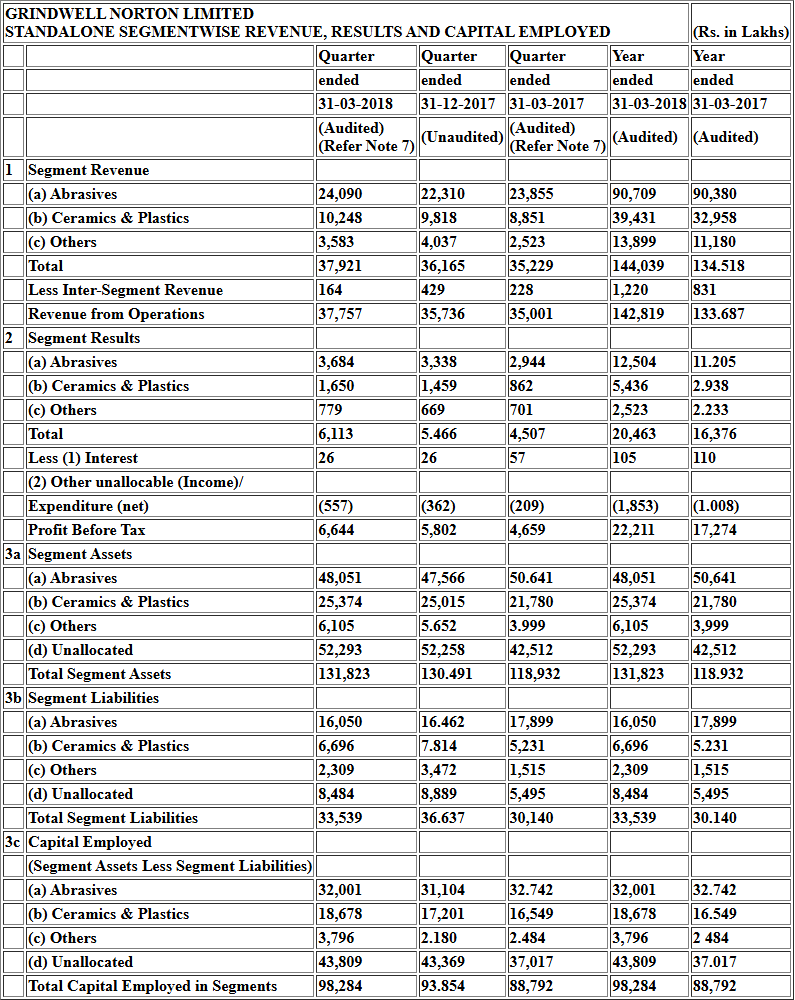 GRINDWELL NORTON LIMITED
STANDALONE SEGMENTWISE REVENUE, RESULTS AND CAPITAL EMPLOYED (Rs. in Lakhs)
Quarter Quarter Quarter Year Year
ended ended ended ended ended
31-03-2018 31-12-2017 31-03-2017 31-03-2018 31-03-2017
(Audited) (Refer Note 7) (Unaudited) (Audited) (Refer Note 7) (Audited) (Audited)
1 Segment Revenue
(a) Abrasives 24,090 22,310 23,855 90,709 90,380
(b) Ceramics & Plastics 10,248 9,818 8,851 39,431 32,958
(c) Others 3,583 4,037 2,523 13,899 11,180
Total 37,921 36,165 35,229 144,039 134.518
Less Inter-Segment Revenue 164 429 228 1,220 831
Revenue from Operations 37,757 35,736 35,001 142,819 133.687
2 Segment Results
(a) Abrasives 3,684 3,338 2,944 12,504 11.205
(b) Ceramics & Plastics 1,650 1,459 862 5,436 2.938
(c) Others 779 669 701 2,523 2.233
Total 6,113 5.466 4,507 20,463 16,376
Less (1) Interest 26 26 57 105 110
(2) Other unallocable (Income)/
Expenditure (net) (557) (362) (209) (1,853) (1.008)
Profit Before Tax 6,644 5,802 4,659 22,211 17,274
3a Segment Assets
(a) Abrasives 48,051 47,566 50.641 48,051 50,641
(b) Ceramics & Plastics 25,374 25,015 21,780 25,374 21,780
(c) Others 6,105 5.652 3.999 6,105 3,999
(d) Unallocated 52,293 52,258 42,512 52,293 42,512
Total Segment Assets 131,823 130.491 118,932 131,823 118.932
3b Segment Liabilities
(a) Abrasives 16,050 16.462 17,899 16,050 17,899
(b) Ceramics & Plastics 6,696 7.814 5,231 6,696 5.231
(c) Others 2,309 3,472 1,515 2,309 1,515
(d) Unallocated 8,484 8,889 5,495 8,484 5,495
Total Segment Liabilities 33,539 36.637 30,140 33,539 30.140
3c Capital Employed
(Segment Assets Less Segment Liabilities)
(a) Abrasives 32,001 31,104 32.742 32,001 32.742
(b) Ceramics & Plastics 18,678 17,201 16,549 18,678 16.549
(c) Others 3,796 2.180 2.484 3,796 2 484
(d) Unallocated 43,809 43,369 37,017 43,809 37.017
Total Capital Employed in Segments 98,284 93.854 88,792 98,284 88,792